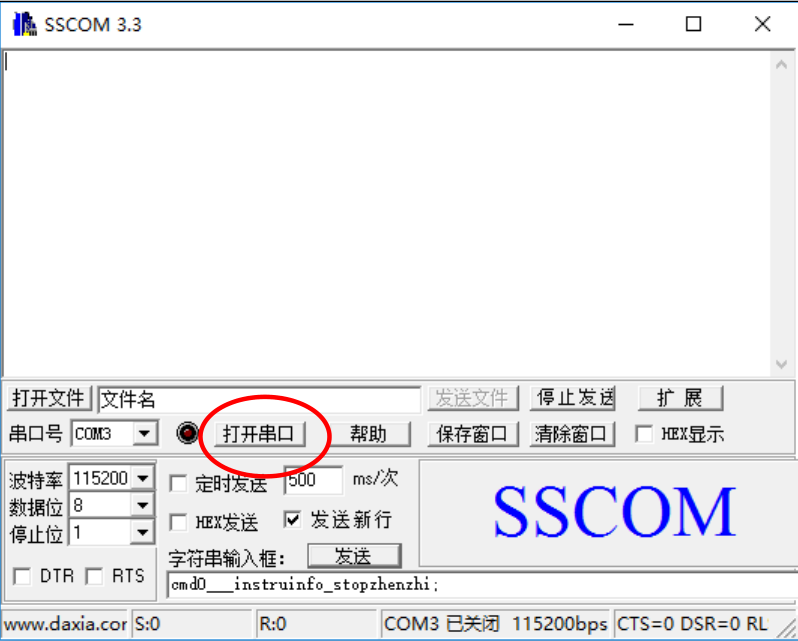 SSCOM 3.3
打开文件 文件名 发送文件 停止发送 扩 展
串口号 COM3 打开串口 帮助 保存窗口 清除窗口 HEX显示
波特率 115200 定时发送 500 ms/次
数据位 8
停止位 1 HEX发送 发送新行
SSCOM
字符串输入框: 发送
DTR RTS
cmd0___instruinfo_stopzhenzhi;
www.daxia.cor S:0 R:0 COM3 已关闭 115200bps CTS=0 DSR=0 RL